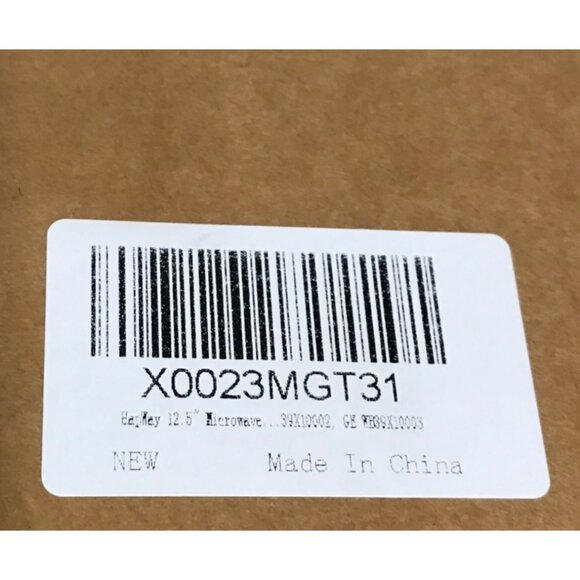 X0023MGT31
HapWay 12.5" Microwave...39X10002, GE WB39X10003
NEW Made In China